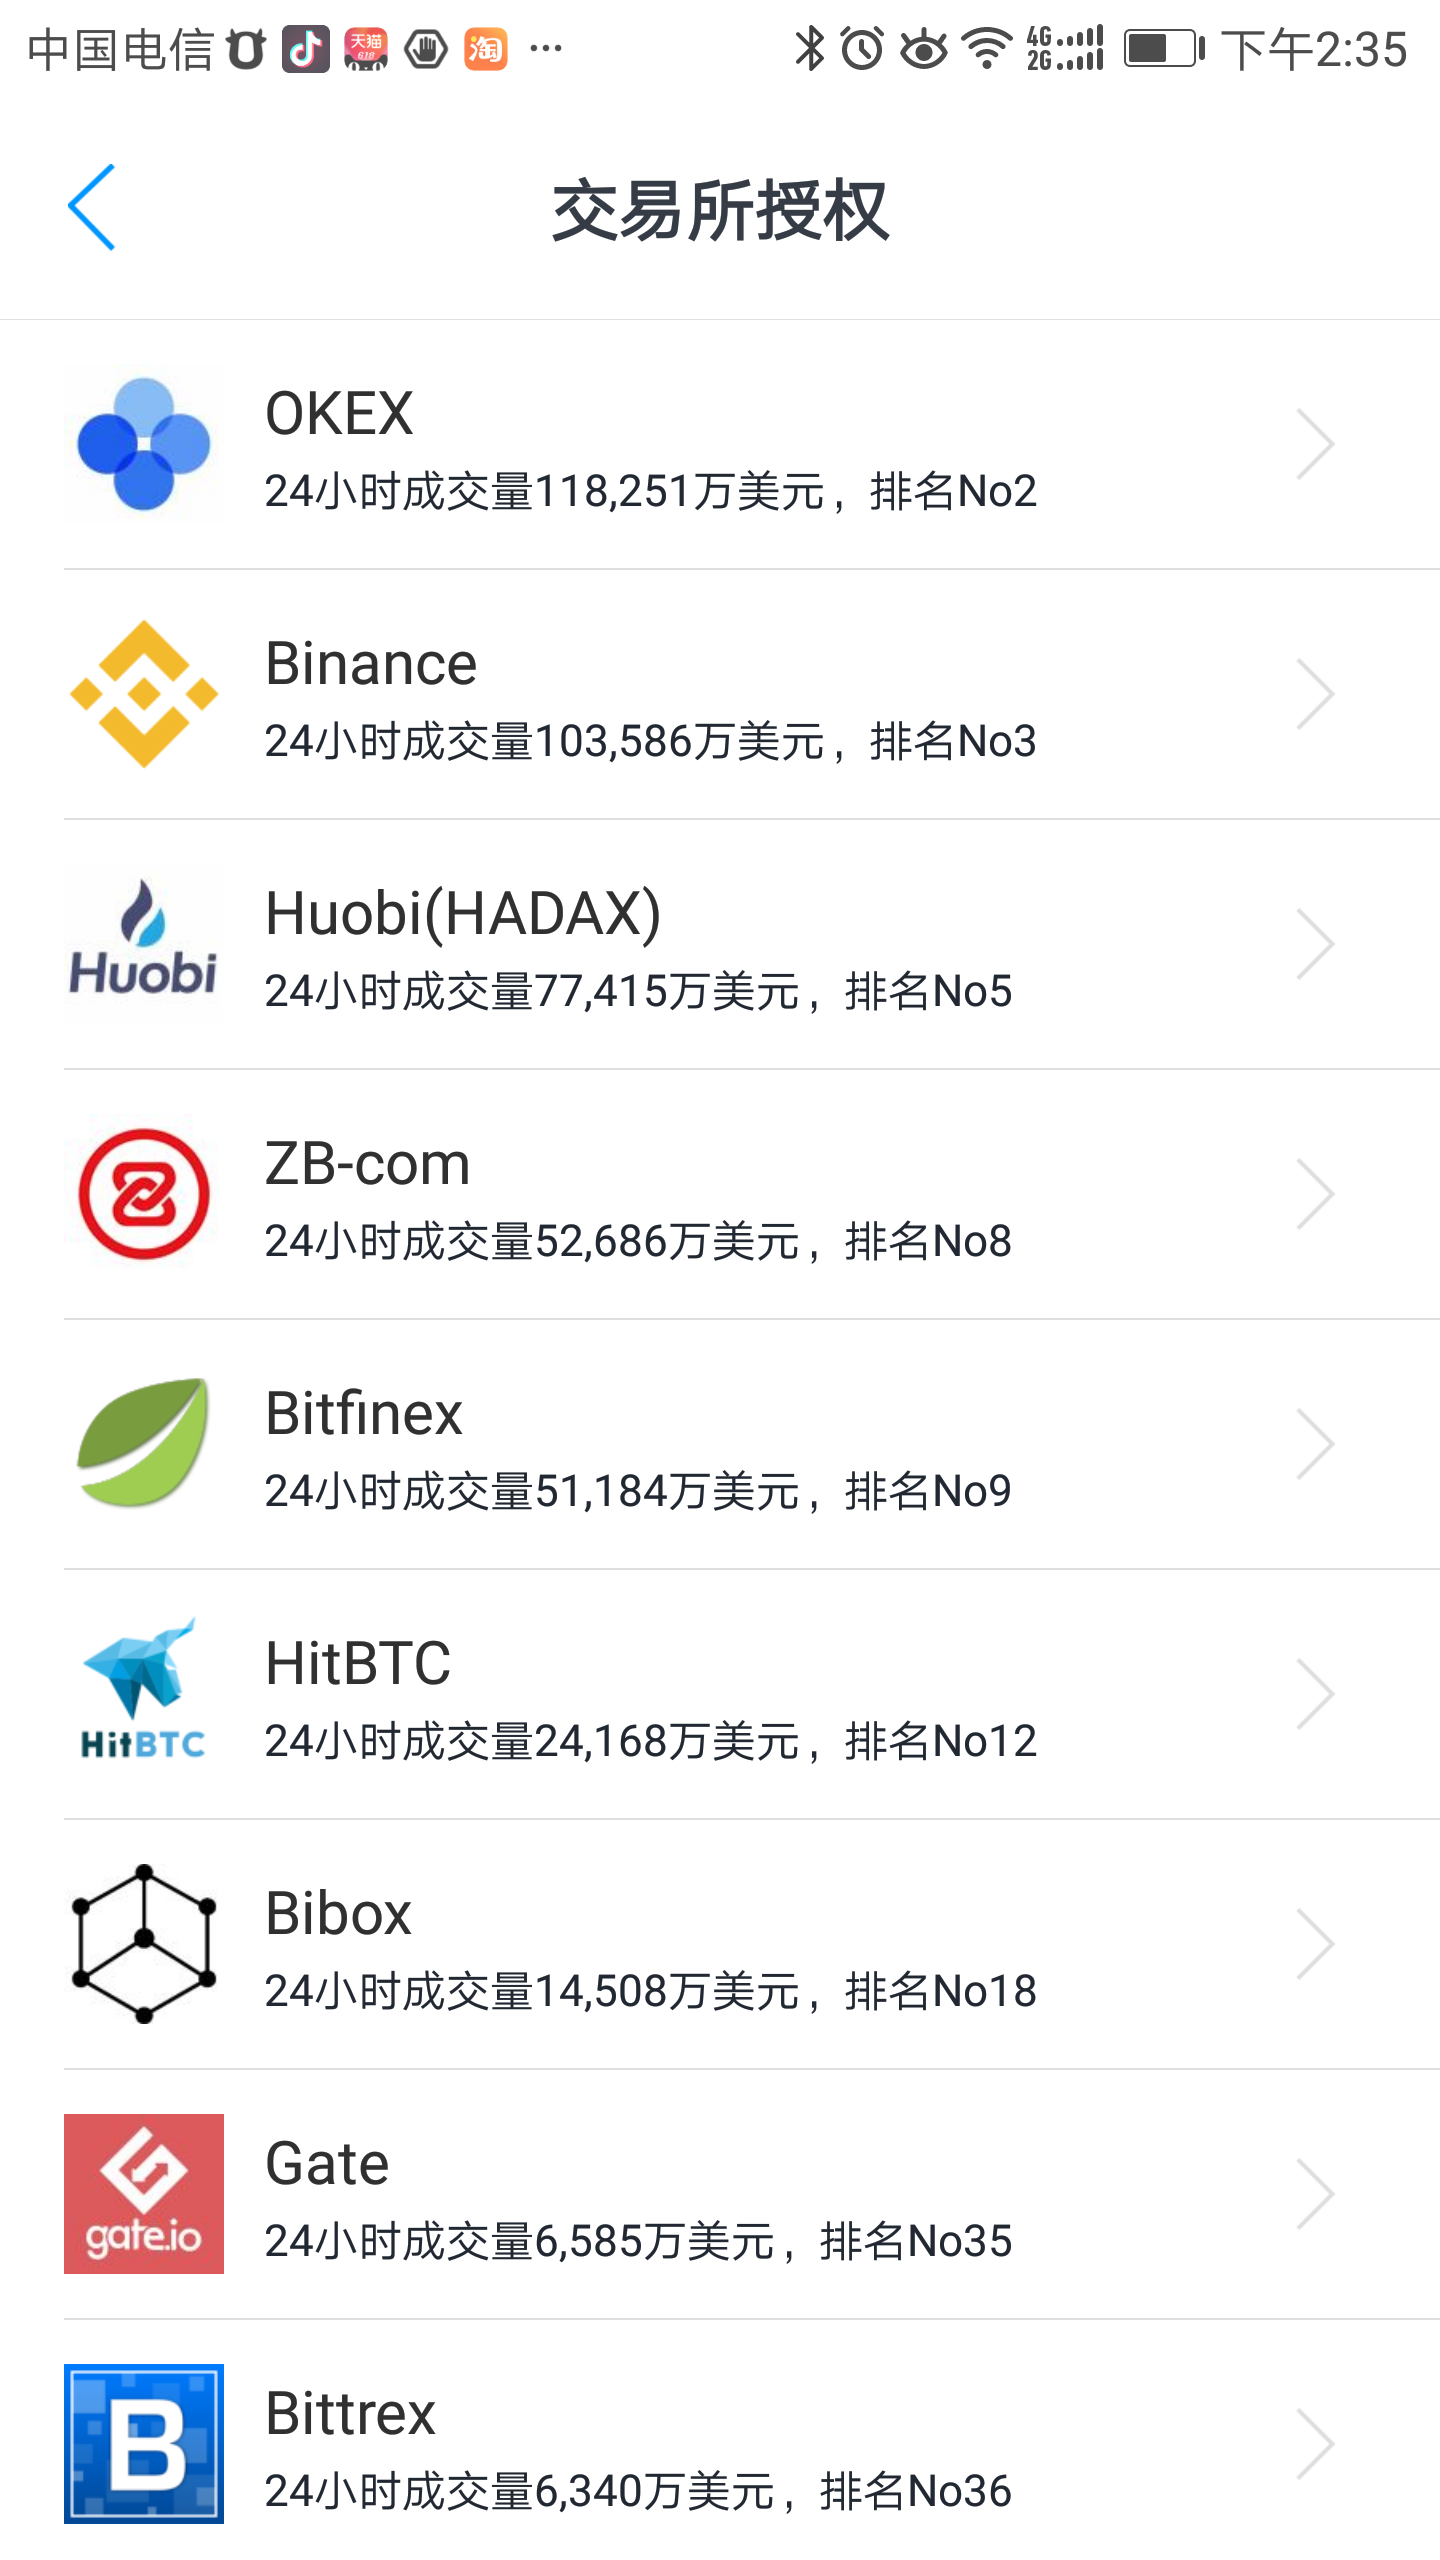 中国电信 天猫 618 淘 ... 4G 2G 下午2:35
交易所授权
OKEX
24小时成交量118,251万美元，排名No2
Binance
24小时成交量103,586万美元，排名No3
Huobi
Huobi(HADAX)
24小时成交量77,415万美元，排名No5
ZB-com
24小时成交量52,686万美元，排名No8
Bitfinex
24小时成交量51,184万美元，排名No9
HitBTC
HitBTC
24小时成交量24,168万美元，排名No12
Bibox
24小时成交量14,508万美元，排名No18
gate.io
Gate
24小时成交量6,585万美元，排名No35
B
Bittrex
24小时成交量6,340万美元，排名No36